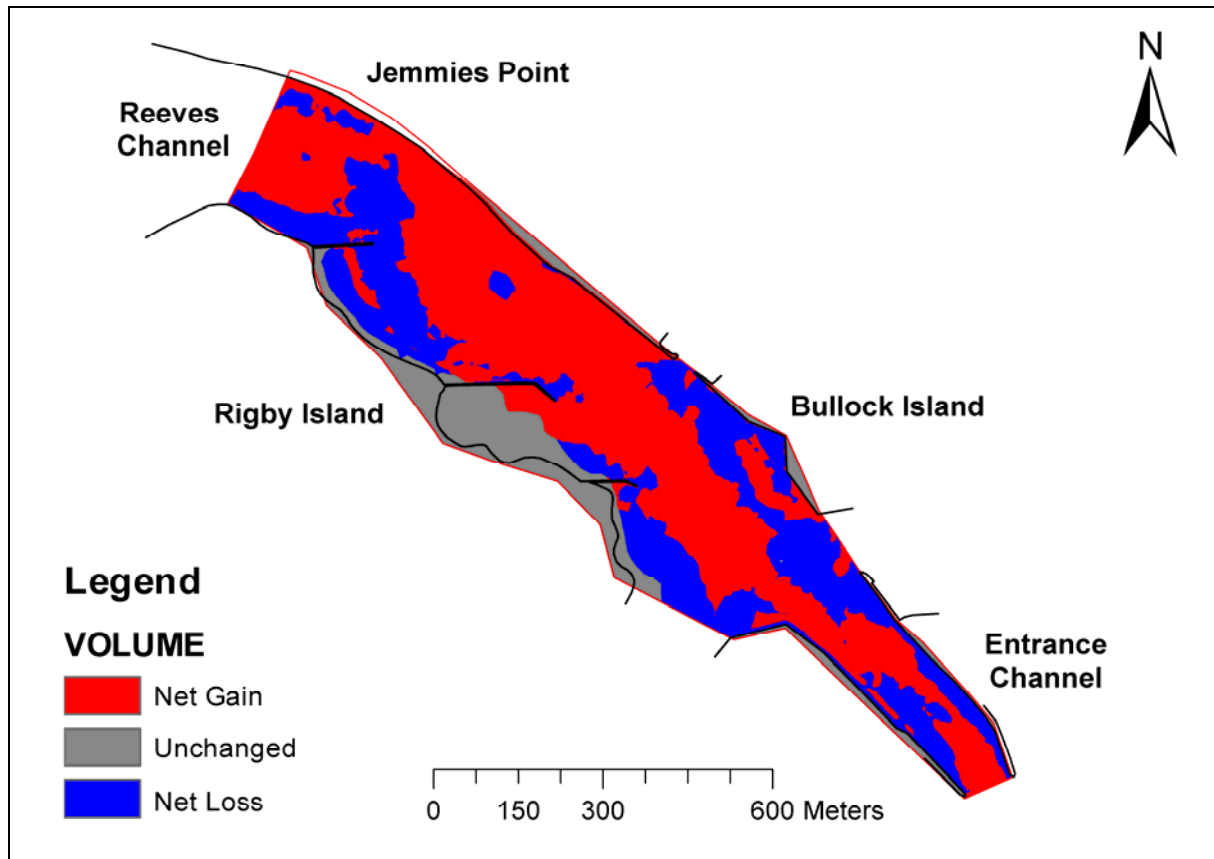 N
Jemmies Point
Reeves
Channel
Rigby Island
Bullock Island
Entrance
Channel
Legend
VOLUME
Net Gain
Unchanged
Net Loss
0 150 300 600 Meters